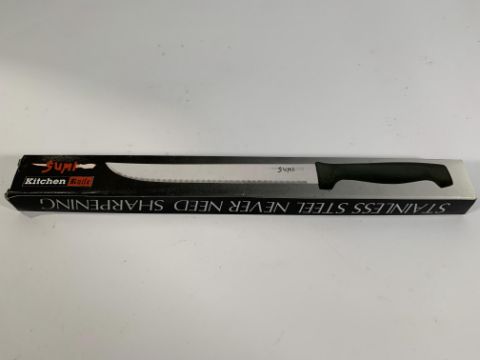 SUMO
Kitchen Knife
SUMO
STAINLESS STEEL NEVER NEED SHARPENING